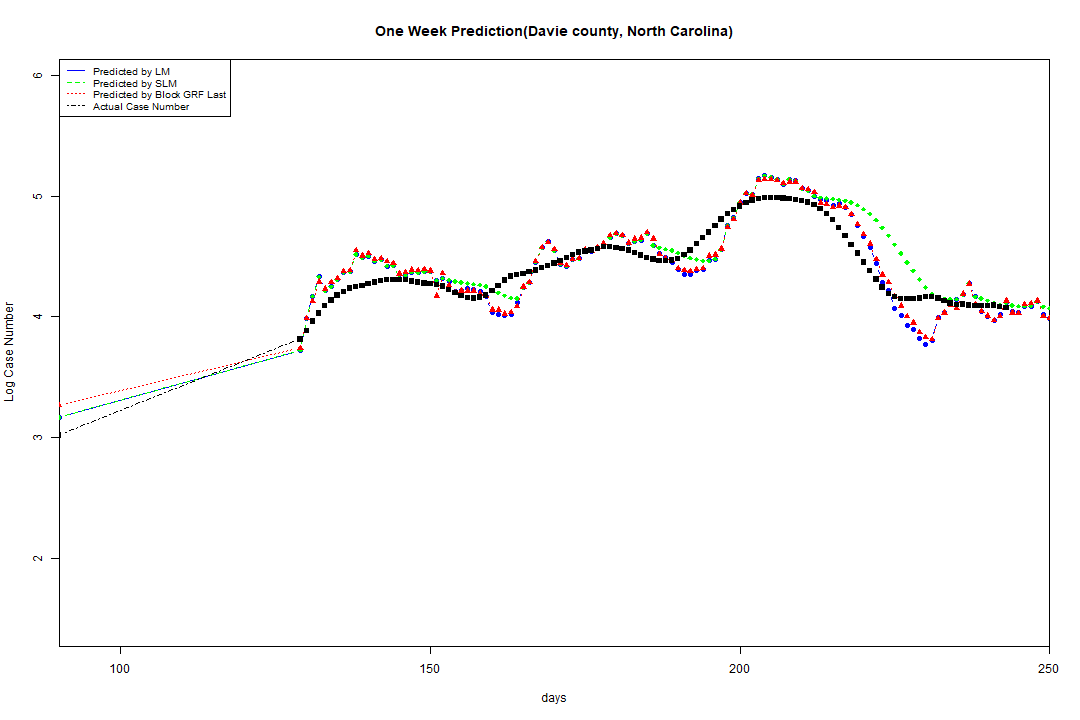 One Week Prediction(Davie county, North Carolina)
Predicted by LM
Predicted by SLM
Predicted by Block GRF Last
Actual Case Number
6
5
4
3
2
Log Case Number
100 150 200 250
days